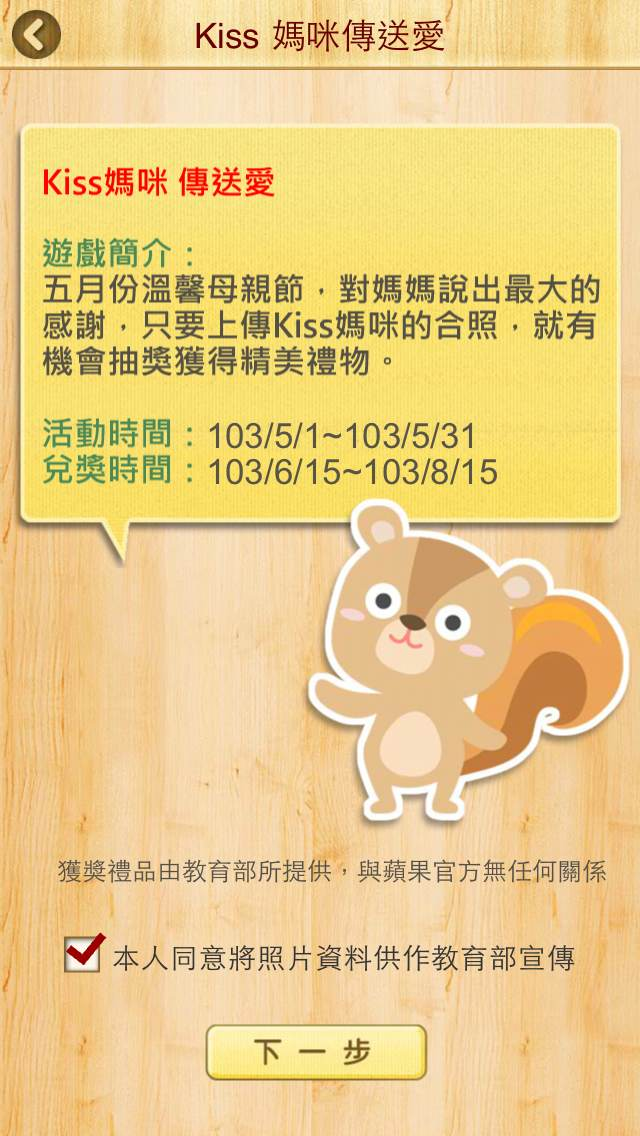 Kiss 媽咪傳送愛
Kiss媽咪 傳送愛
遊戲簡介：
五月份溫馨母親節，對媽媽說出最大的
感謝，只要上傳Kiss媽咪的合照，就有
機會抽獎獲得精美禮物。
活動時間：103/5/1~103/5/31
兌獎時間：103/6/15~103/8/15
獲獎禮品由教育部所提供，與蘋果官方無任何關係
本人同意將照片資料供作教育部宣傳
下一步